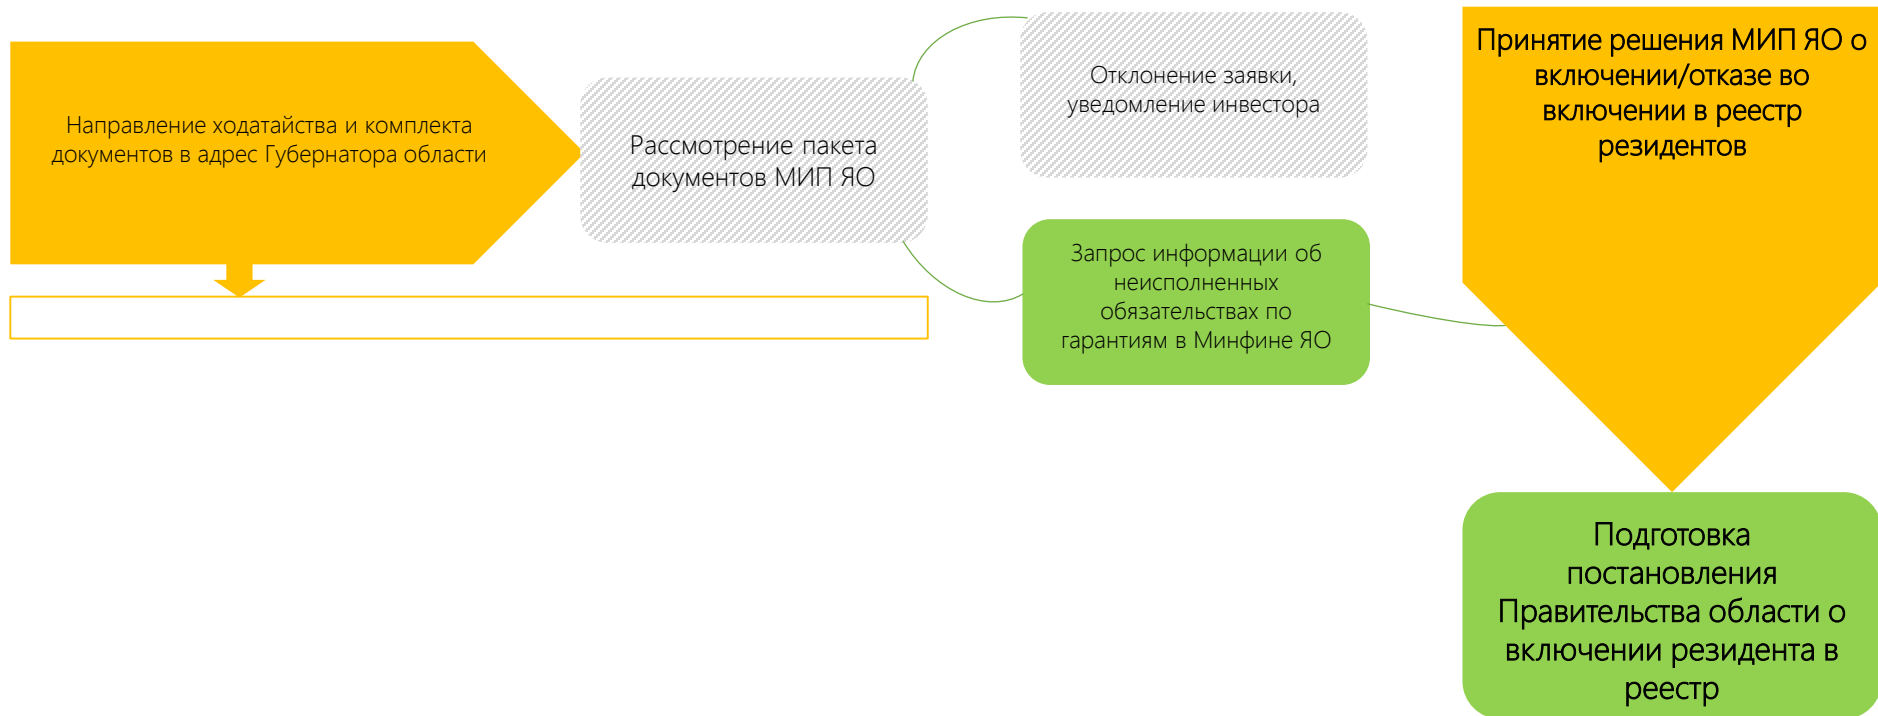 Направление ходатайства и комплекта
документов в адрес Губернатора области
Рассмотрение пакета
документов МИП ЯО
Отклонение заявки,
уведомление инвестора
Запрос информации об
неисполненных
обязательствах по
гарантиям в Минфине ЯО
Принятие решения МИП ЯО о
включении/отказе во
включении в реестр
резидентов
Подготовка
постановления
Правительства области о
включении резидента в
реестр